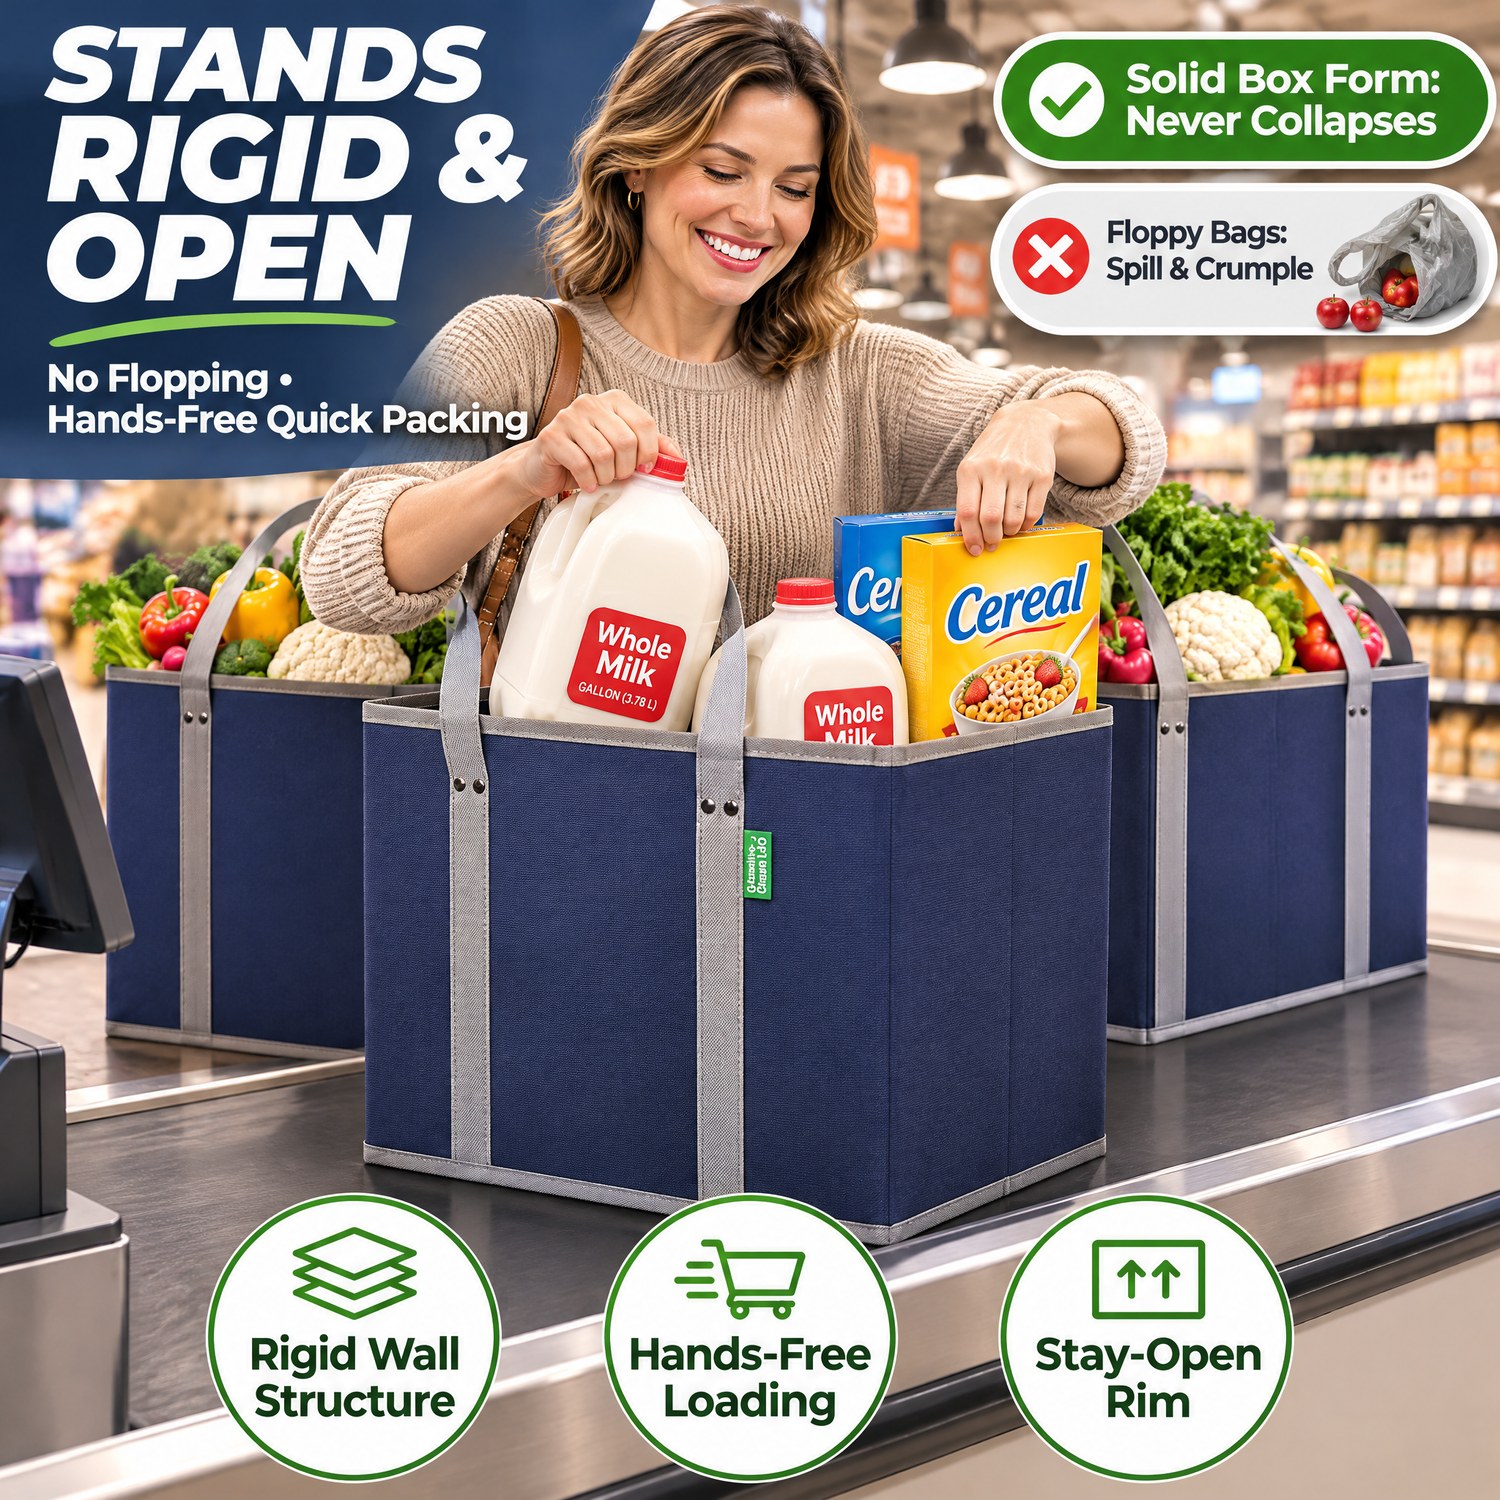 STANDS
RIGID &
OPEN
No Flopping •
Hands-Free Quick Packing
Solid Box Form:
Never Collapses
Floppy Bags:
Spill & Crumple
Whole
Milk
GALLON (3.78 L)
Whole
Milk
Cer
Cereal
Rigid Wall
Structure
Hands-Free
Loading
Stay-Open
Rim